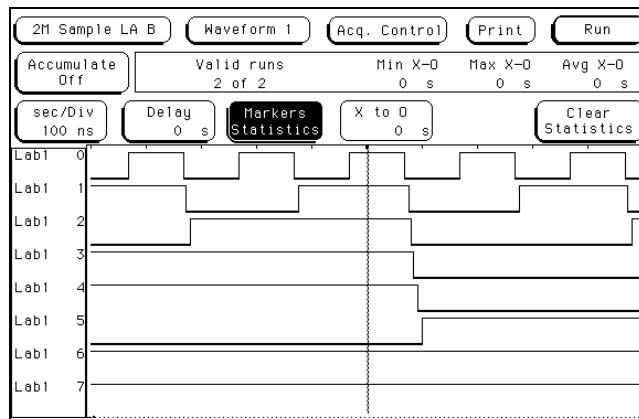 2M Sample LA B Waveform 1 Acq. Control Print Run
Accumulate Off Valid runs 2 of 2 Min X-O 0 s Max X-O 0 s Avg X-O 0 s
sec/Div 100 ns Delay 0 s Markers Statistics X to O 0 s Clear Statistics
Lab1 0
Lab1 1
Lab1 2
Lab1 3
Lab1 4
Lab1 5
Lab1 6
Lab1 7